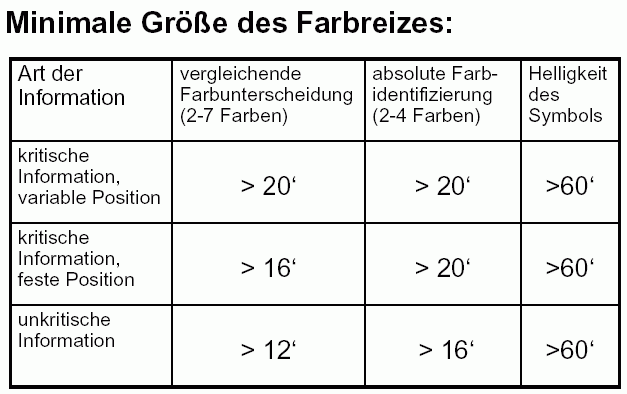 Minimale Größe des Farbreizes:
Art der
Information
vergleichende
Farbunterscheidung
(2-7 Farben)
absolute Farb-
identifizierung
(2-4 Farben)
Helligkeit
des
Symbols
kritische
Information,
variable Position
> 20‘
> 20‘
>60‘
kritische
Information,
feste Position
> 16‘
> 20‘
>60‘
unkritische
Information
> 12‘
> 16‘
>60‘